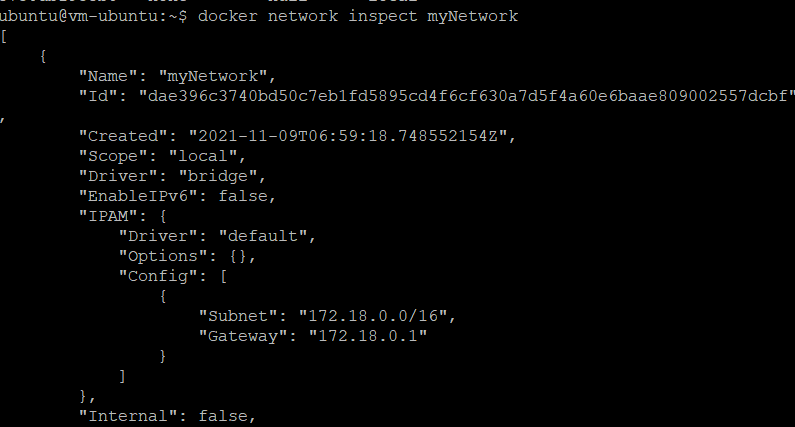 ubuntu@vm-ubuntu:~$ docker network inspect myNetwork
[
    {
        "Name": "myNetwork",
        "Id": "dae396c3740bd50c7eb1fd5895cd4f6cf630a7d5f4a60e6baae809002557dcbf"
,
        "Created": "2021-11-09T06:59:18.748552154Z",
        "Scope": "local",
        "Driver": "bridge",
        "EnableIPv6": false,
        "IPAM": {
            "Driver": "default",
            "Options": {},
            "Config": [
                {
                    "Subnet": "172.18.0.0/16",
                    "Gateway": "172.18.0.1"
                }
            ]
        },
        "Internal": false,